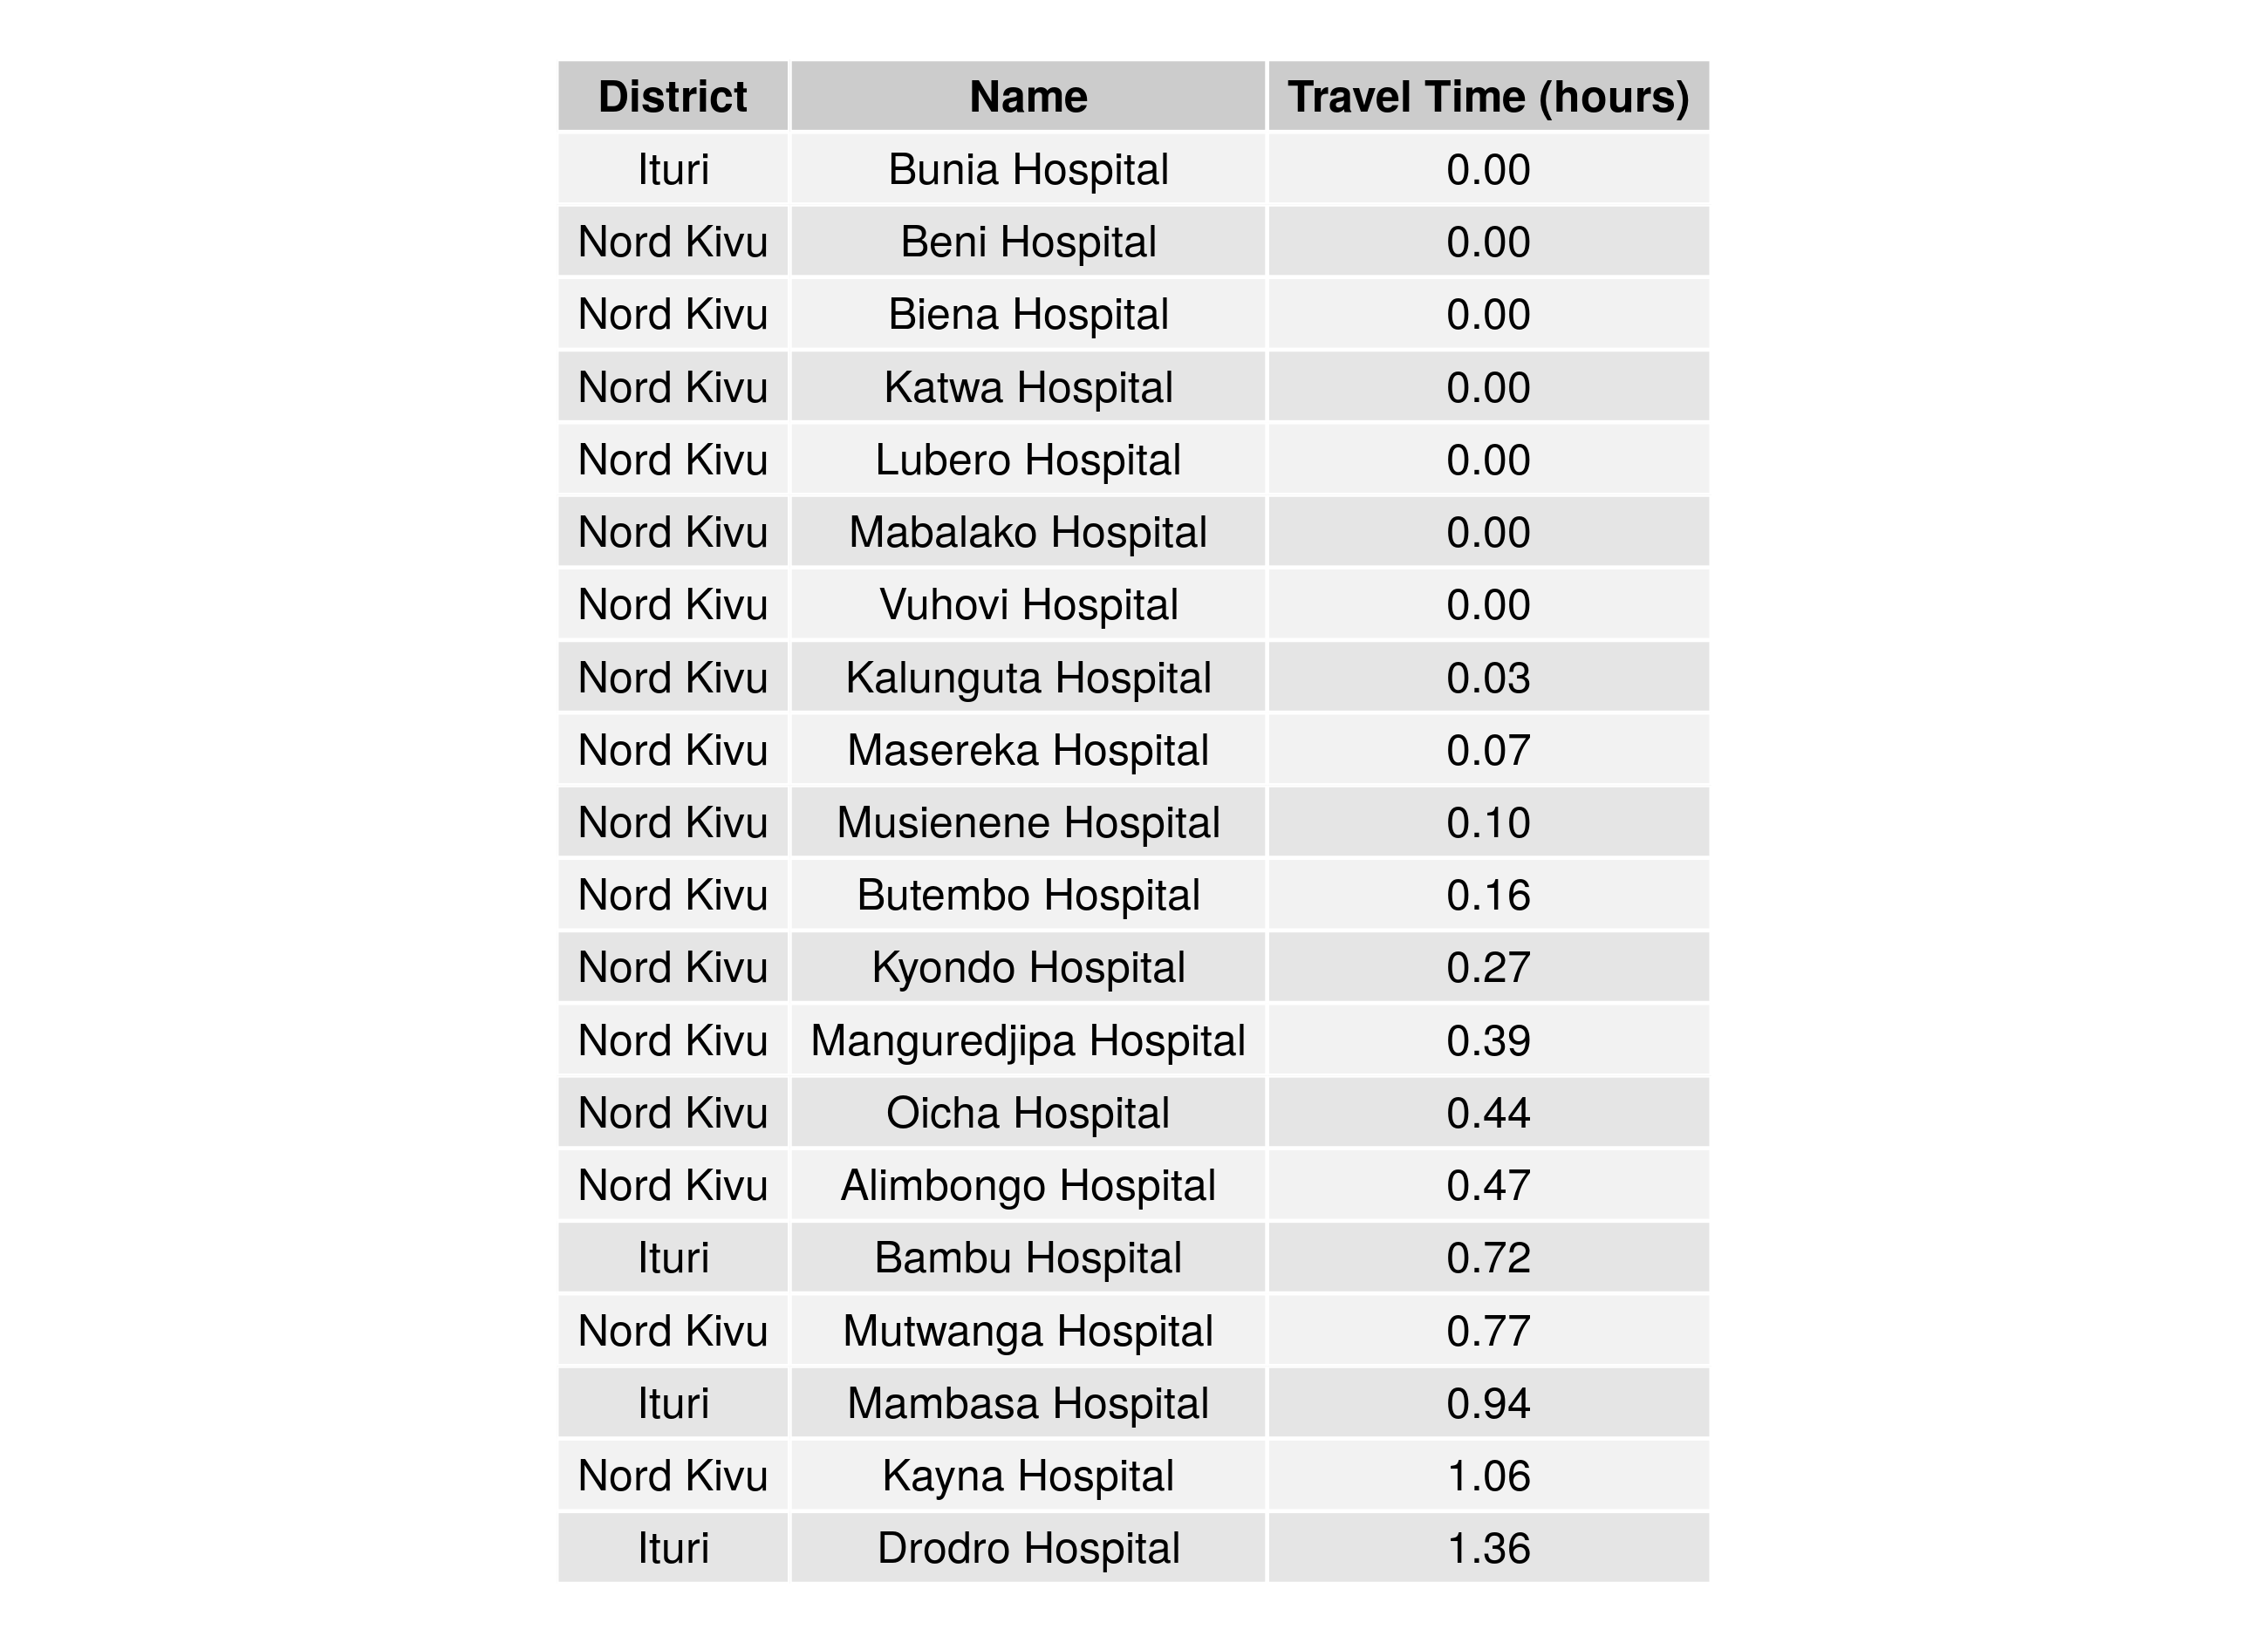 District Name Travel Time (hours)
Ituri Bunia Hospital 0.00
Nord Kivu Beni Hospital 0.00
Nord Kivu Biena Hospital 0.00
Nord Kivu Katwa Hospital 0.00
Nord Kivu Lubero Hospital 0.00
Nord Kivu Mabalako Hospital 0.00
Nord Kivu Vuhovi Hospital 0.00
Nord Kivu Kalunguta Hospital 0.03
Nord Kivu Masereka Hospital 0.07
Nord Kivu Musienene Hospital 0.10
Nord Kivu Butembo Hospital 0.16
Nord Kivu Kyondo Hospital 0.27
Nord Kivu Manguredjipa Hospital 0.39
Nord Kivu Oicha Hospital 0.44
Nord Kivu Alimbongo Hospital 0.47
Ituri Bambu Hospital 0.72
Nord Kivu Mutwanga Hospital 0.77
Ituri Mambasa Hospital 0.94
Nord Kivu Kayna Hospital 1.06
Ituri Drodro Hospital 1.36